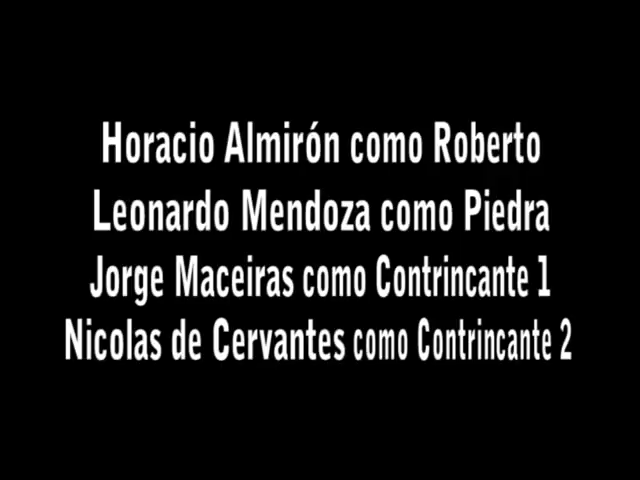 Horacio Almirón como Roberto
Leonardo Mendoza como Piedra
Jorge Maceiras como Contrincante 1
Nicolas de Cervantes como Contrincante 2